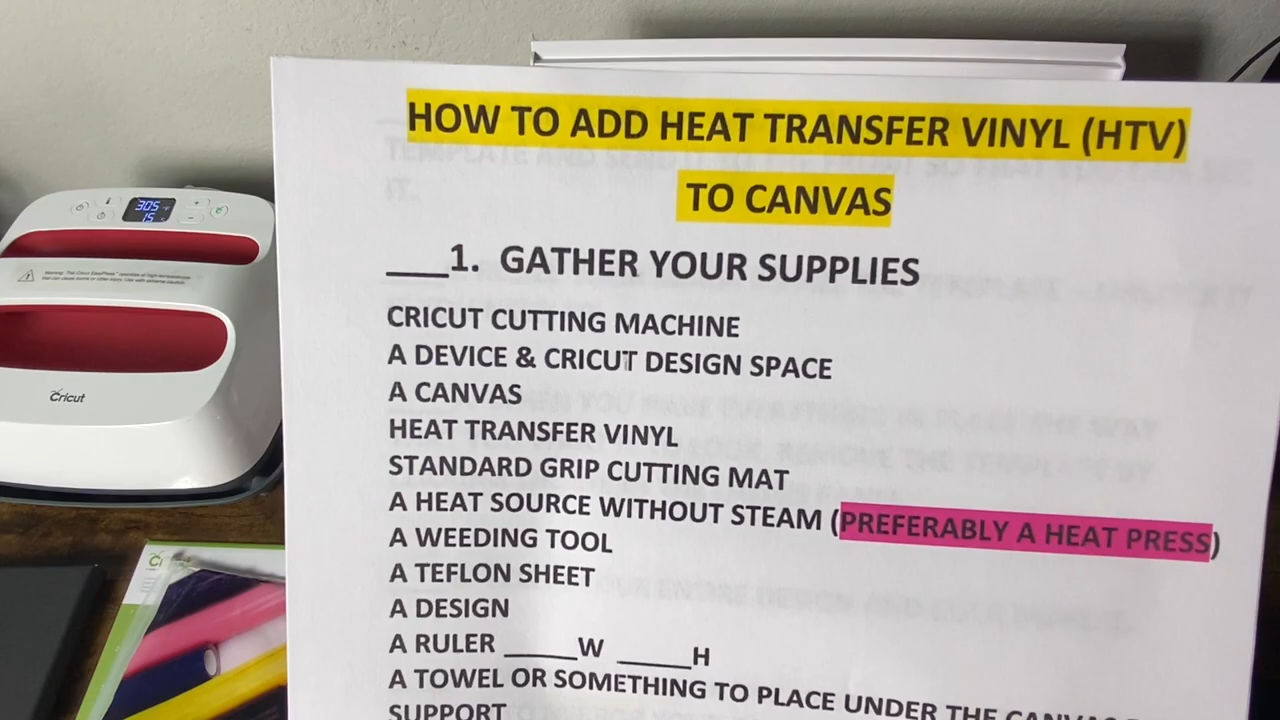 HOW TO ADD HEAT TRANSFER VINYL (HTV)
TO CANVAS
___1. GATHER YOUR SUPPLIES
CRICUT CUTTING MACHINE
A DEVICE & CRICUT DESIGN SPACE
A CANVAS
HEAT TRANSFER VINYL
STANDARD GRIP CUTTING MAT
A HEAT SOURCE WITHOUT STEAM (PREFERABLY A HEAT PRESS)
A WEEDING TOOL
A TEFLON SHEET
A DESIGN
A RULER _____W _____H
A TOWEL OR SOMETHING TO PLACE UNDER THE CANVAS
SUPPORT
305
15
Cricut